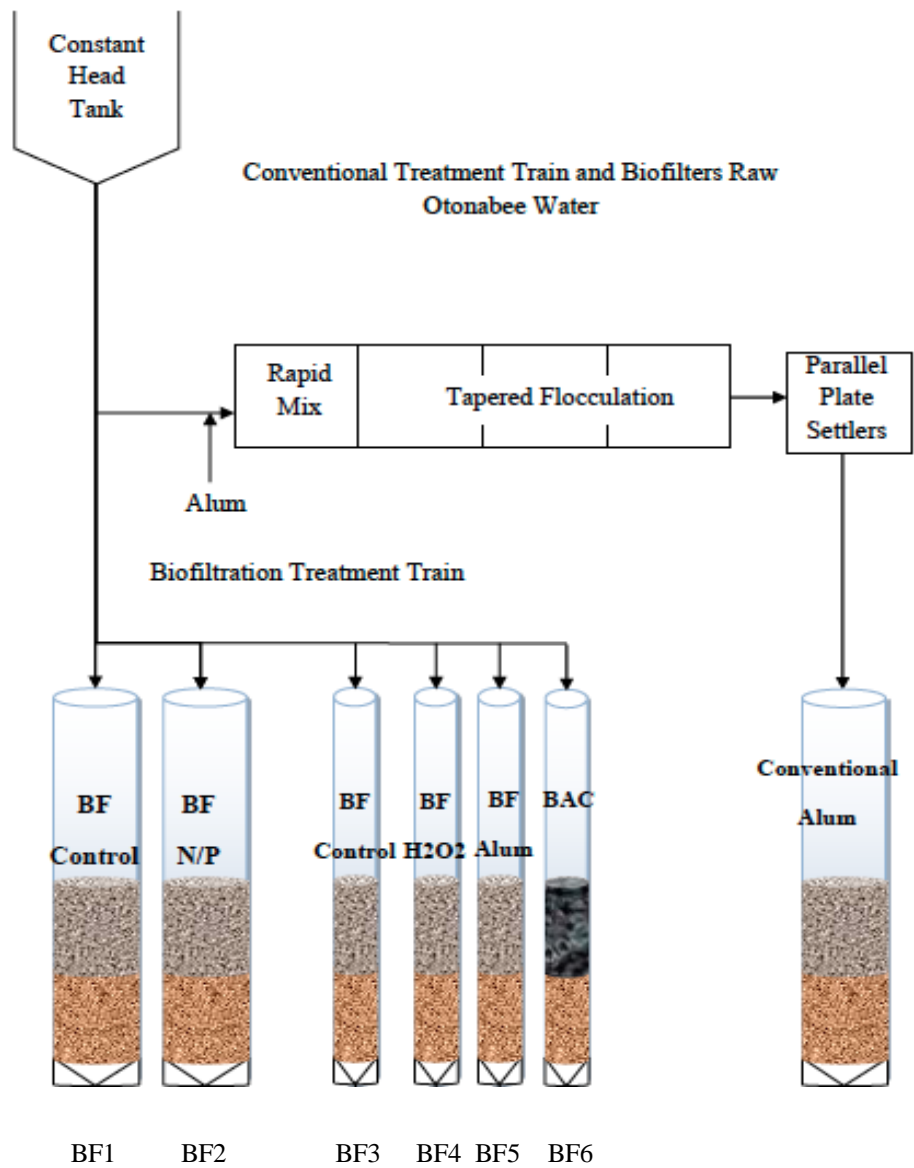 Constant
Head
Tank
Conventional Treatment Train and Biofilters Raw
Otonabee Water
Rapid
Mix
Tapered Flocculation
Parallel
Plate
Settlers
Alum
Biofiltration Treatment Train
BF
Control
BF
N/P
BF
Control
BF
H2O2
BF
Alum
BAC
Conventional
Alum
BF1 BF2 BF3 BF4 BF5 BF6